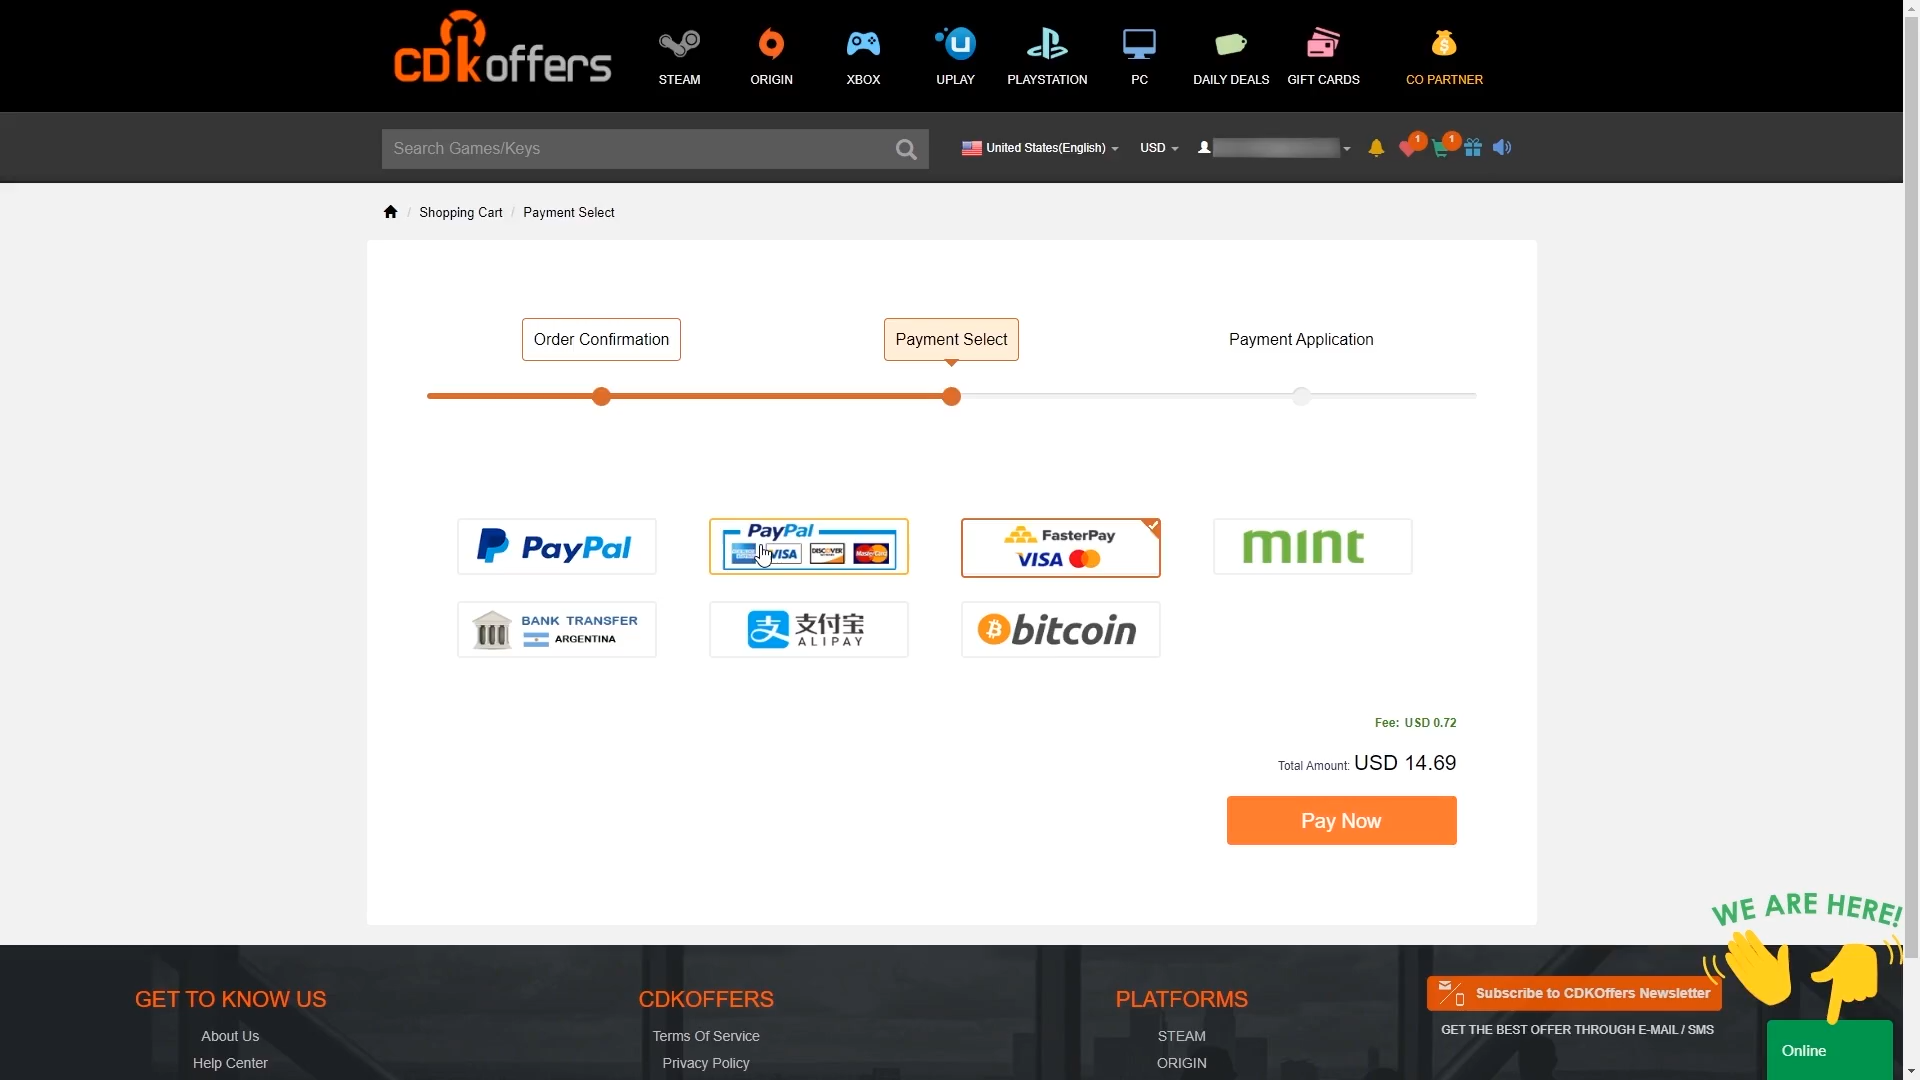 CDKoffers
STEAM
ORIGIN
XBOX
UPLAY
PLAYSTATION
PC
DAILY DEALS
GIFT CARDS
CO PARTNER
Search Games/Keys
United States(English)
USD
1
1
/ Shopping Cart / Payment Select
Order Confirmation
Payment Select
Payment Application
PayPal
PayPal
VISA
DISCOVER
MasterCard
FasterPay
VISA
mint
BANK TRANSFER
ARGENTINA
支 支付宝
ALIPAY
bitcoin
Fee: USD 0.72
Total Amount: USD 14.69
Pay Now
WE ARE HERE!
GET TO KNOW US
About Us
Help Center
CDKOFFERS
Terms Of Service
Privacy Policy
PLATFORMS
STEAM
ORIGIN
Subscribe to CDKOffers Newsletter
GET THE BEST OFFER THROUGH E-MAIL / SMS
Online